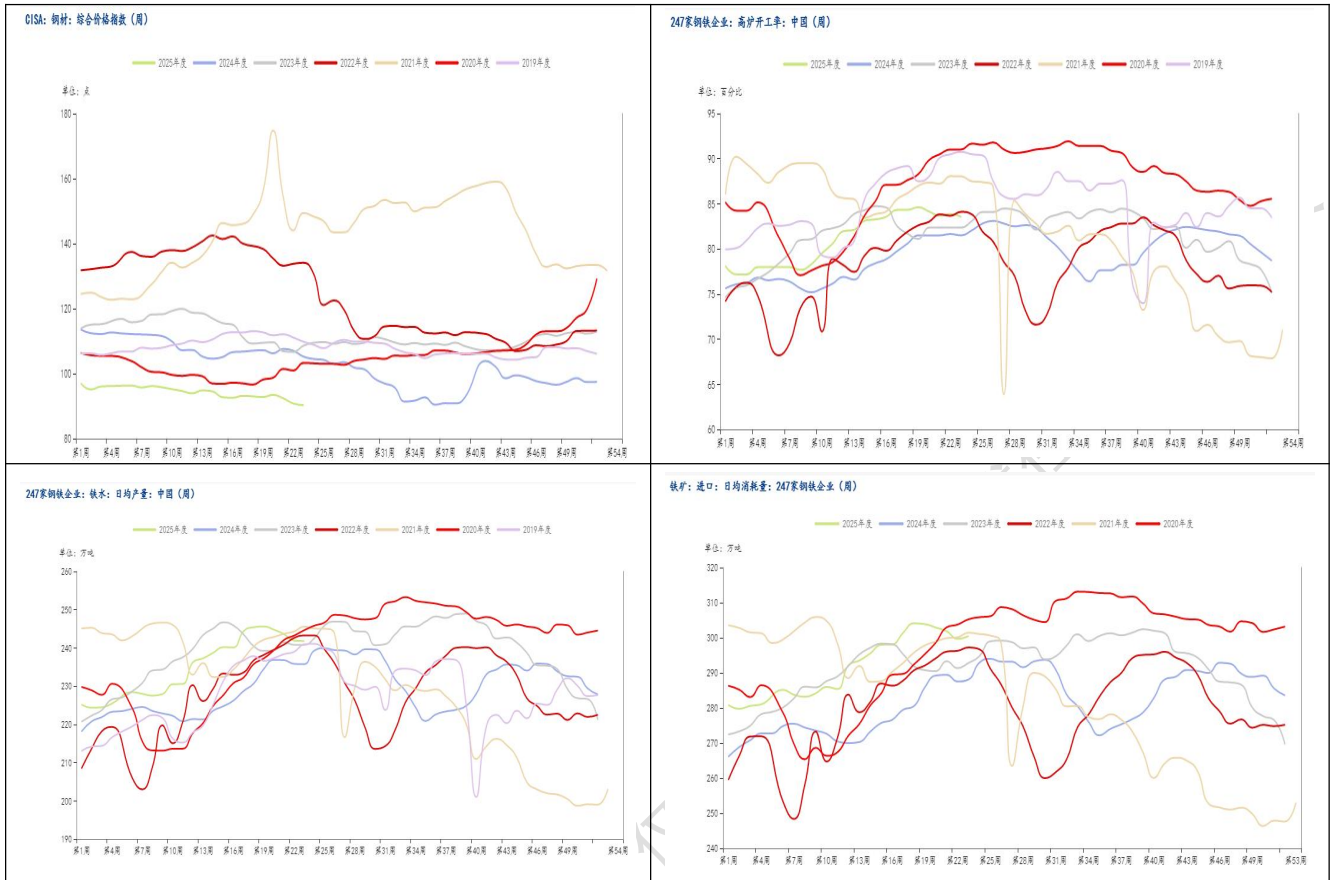 CISA: 钢材: 综合价格指数 (周)
2025年度 2024年度 2023年度 2022年度 2021年度 2020年度 2019年度
单位: 点
180
160
140
120
100
80
第1周 第4周 第7周 第10周 第13周 第16周 第19周 第22周 第25周 第28周 第31周 第34周 第37周 第40周 第43周 第46周 第49周 第54周
247家钢铁企业: 高炉开工率: 中国 (周)
2025年度 2024年度 2023年度 2022年度 2021年度 2020年度 2019年度
单位: 百分比
95
90
85
80
75
70
65
60
第1周 第4周 第7周 第10周 第13周 第16周 第19周 第22周 第25周 第28周 第31周 第34周 第37周 第40周 第43周 第46周 第49周 第54周
247家钢铁企业: 铁水: 日均产量: 中国 (周)
2025年度 2024年度 2023年度 2022年度 2021年度 2020年度 2019年度
单位: 万吨
260
250
240
230
220
210
200
190
第1周 第4周 第7周 第10周 第13周 第16周 第19周 第22周 第25周 第28周 第31周 第34周 第37周 第40周 第43周 第46周 第49周 第54周
铁矿: 进口: 日均消耗量: 247家钢铁企业 (周)
2025年度 2024年度 2023年度 2022年度 2021年度 2020年度
单位: 万吨
320
310
300
290
280
270
260
250
240
第1周 第4周 第7周 第10周 第13周 第16周 第19周 第22周 第25周 第28周 第31周 第34周 第37周 第40周 第43周 第46周 第49周 第53周